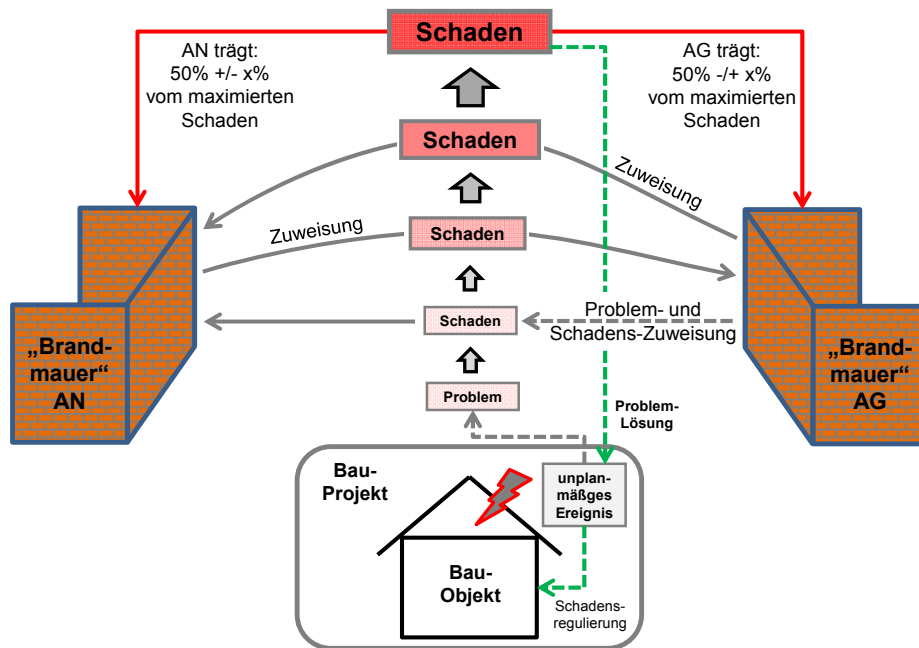 Schaden
AN trägt:
50% +/- x%
vom maximierten
Schaden
AG trägt:
50% -/+ x%
vom maximierten
Schaden
Schaden
Zuweisung
Zuweisung
Schaden
Schaden
Problem- und
Schadens-Zuweisung
„Brand-
mauer“
AN
„Brand-
mauer“
AG
Problem
Problem-
Lösung
Bau-
Projekt
unplan-
mäßges
Ereignis
Bau-
Objekt
Schadens-
regulierung